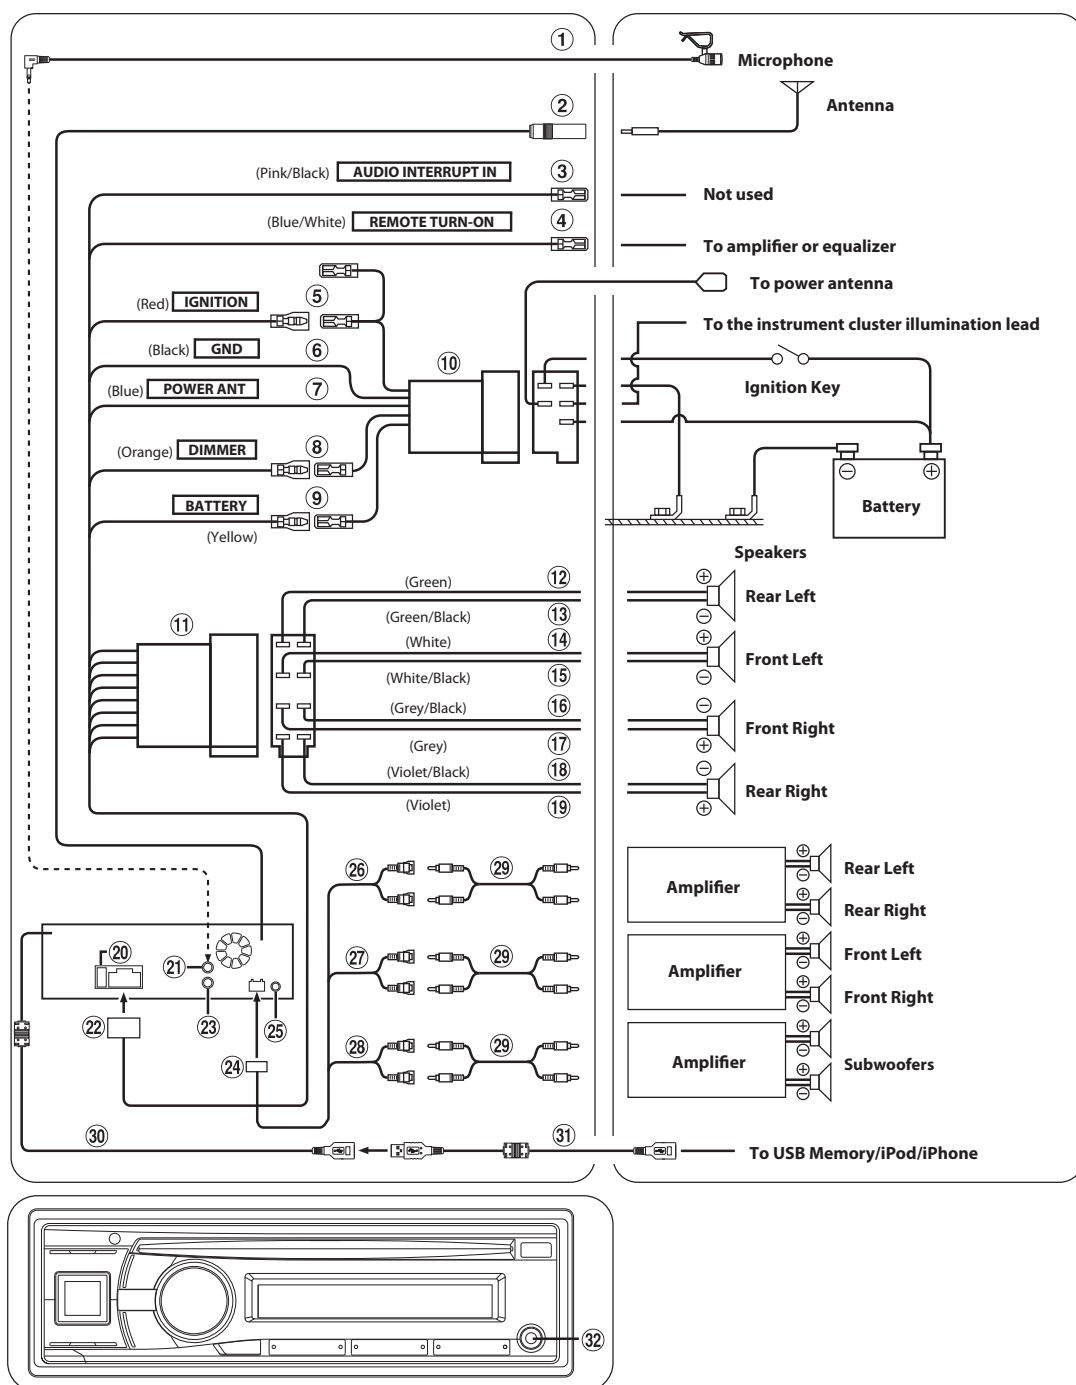 ①
Microphone
②
Antenna
(Pink/Black) AUDIO INTERRUPT IN ③
Not used
(Blue/White) REMOTE TURN-ON ④
To amplifier or equalizer
To power antenna
(Red) IGNITION ⑤
To the instrument cluster illumination lead
(Black) GND ⑥
⑩
Ignition Key
(Blue) POWER ANT ⑦
(Orange) DIMMER ⑧
BATTERY ⑨
(Yellow)
⊖ ⊕
Battery
Speakers
(Green) ⑫ ⊕
Rear Left
(Green/Black) ⑬ ⊖
⑪
(White) ⑭ ⊕
Front Left
(White/Black) ⑮ ⊖
(Grey/Black) ⑯ ⊖
Front Right
(Grey) ⑰ ⊕
(Violet/Black) ⑱ ⊖
Rear Right
(Violet) ⑲ ⊕
㉖ ㉙
Amplifier
⊕ ⊖ Rear Left
⊕ ⊖ Rear Right
⑳ ㉑
㉗ ㉙
Amplifier
⊕ ⊖ Front Left
⊕ ⊖ Front Right
㉒ ㉓ ㉕
㉔
㉘ ㉙
Amplifier
⊕ ⊖
Subwoofers
⊕ ⊖
㉚ ㉛
To USB Memory/iPod/iPhone
㉜